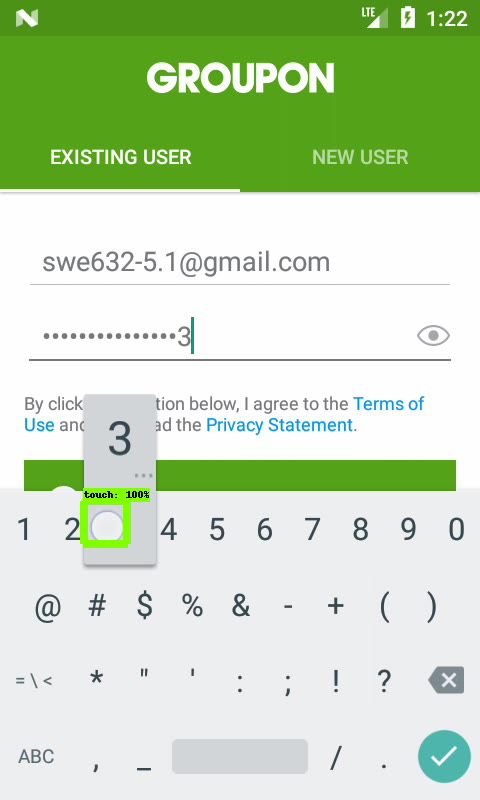 LTE 1:22
GROUPON
EXISTING USER NEW USER
swe632-5.1@gmail.com
•••••••••••••••3
By click tion below, I agree to the Terms of
Use and ad the Privacy Statement.
3
...
touch: 100%
1 2 4 5 6 7 8 9 0
@ # $ % & - + ( )
= \ < * " ' : ; ! ?
ABC , _ / .